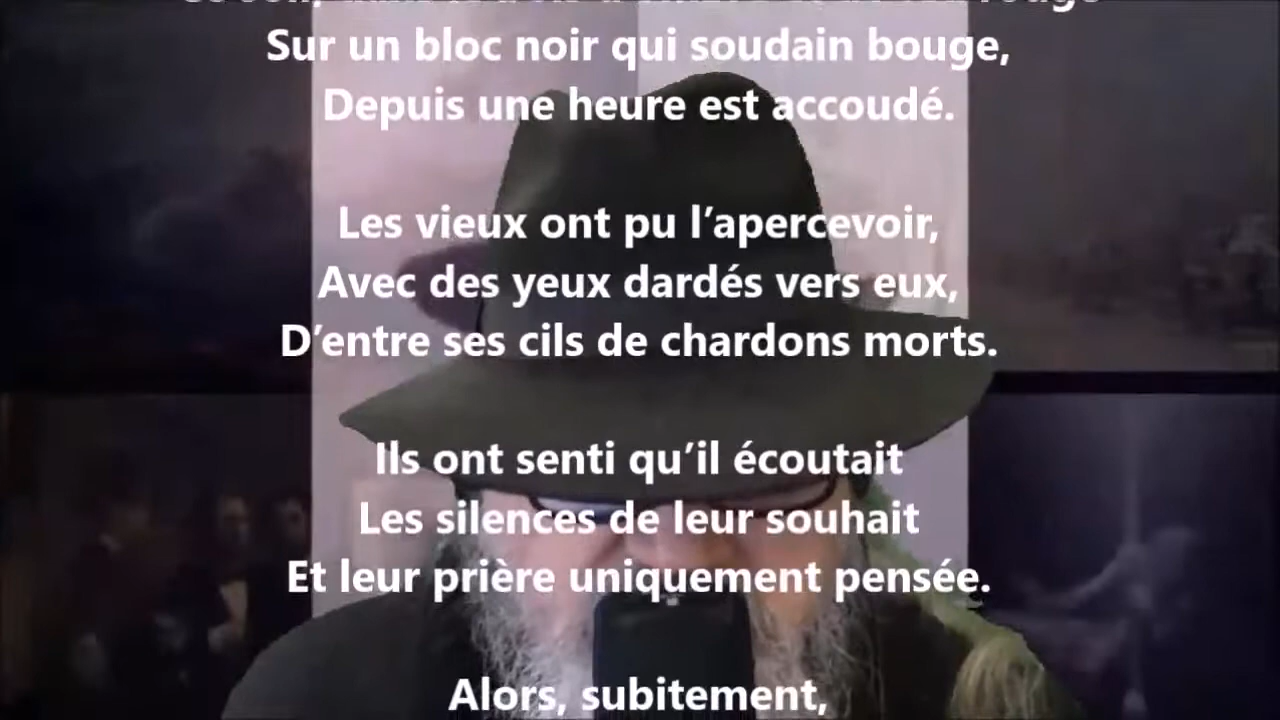 Sur un bloc noir qui soudain bouge,
Depuis une heure est accoudé.
Les vieux ont pu l’apercevoir,
Avec des yeux dardés vers eux,
D’entre ses cils de chardons morts.
Ils ont senti qu’il écoutait
Les silences de leur souhait
Et leur prière uniquement pensée.
Alors, subitement,